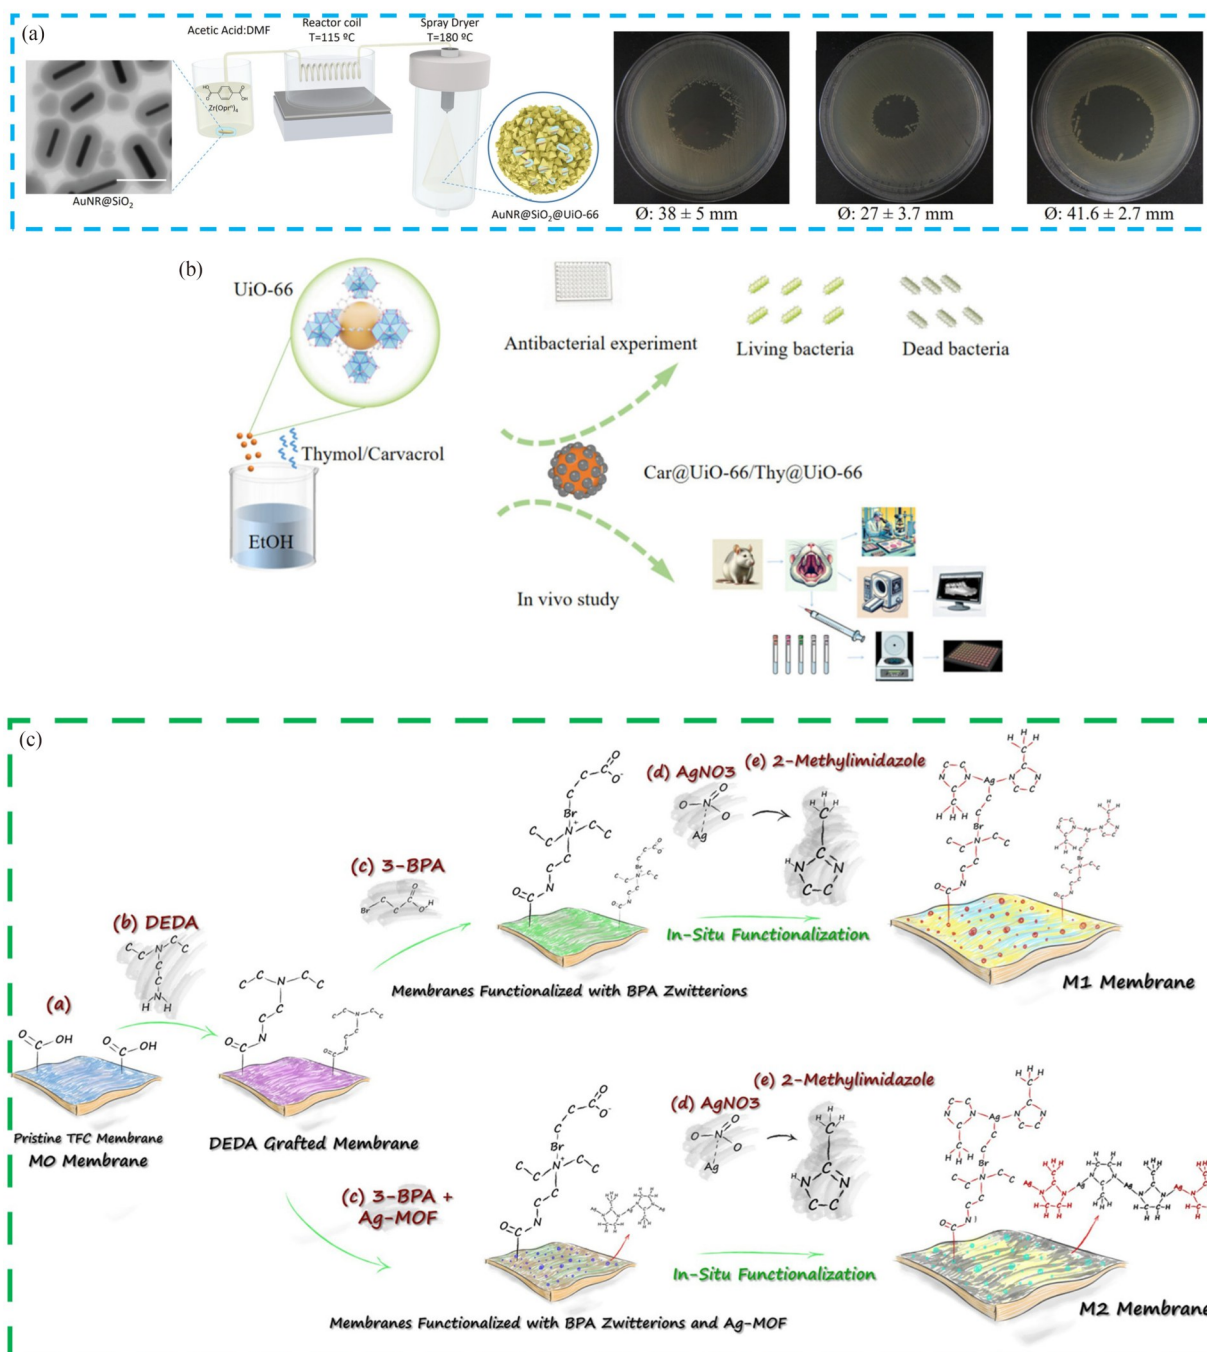 (a)
Acetic Acid:DMF
Reactor coil
T=115 ºC
Spray Dryer
T=180ºC
Zr(Oprⁿ)₄
AuNR@SiO₂
AuNR@SiO₂@UiO-66
Ø: 38 ± 5 mm
Ø: 27 ± 3.7 mm
Ø: 41.6 ± 2.7 mm
(b)
UiO-66
Thymol/Carvacrol
EtOH
Antibacterial experiment
Living bacteria
Dead bacteria
Car@UiO-66/Thy@UiO-66
In vivo study
(c)
(a)
Pristine TFC Membrane
MO Membrane
(b) DEDA
DEDA Grafted Membrane
(c) 3-BPA
Membranes Functionalized with BPA Zwitterions
(d) AgNO3
(e) 2-Methylimidazole
In-Situ Functionalization
M1 Membrane
(c) 3-BPA +
Ag-MOF
Membranes Functionalized with BPA Zwitterions and Ag-MOF
(d) AgNO3
(e) 2-Methylimidazole
In-Situ Functionalization
M2 Membrane